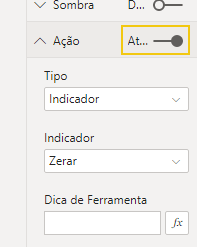 Sombra D...
Ação At...
Tipo
Indicador
Indicador
Zerar
Dica de Ferramenta
fx